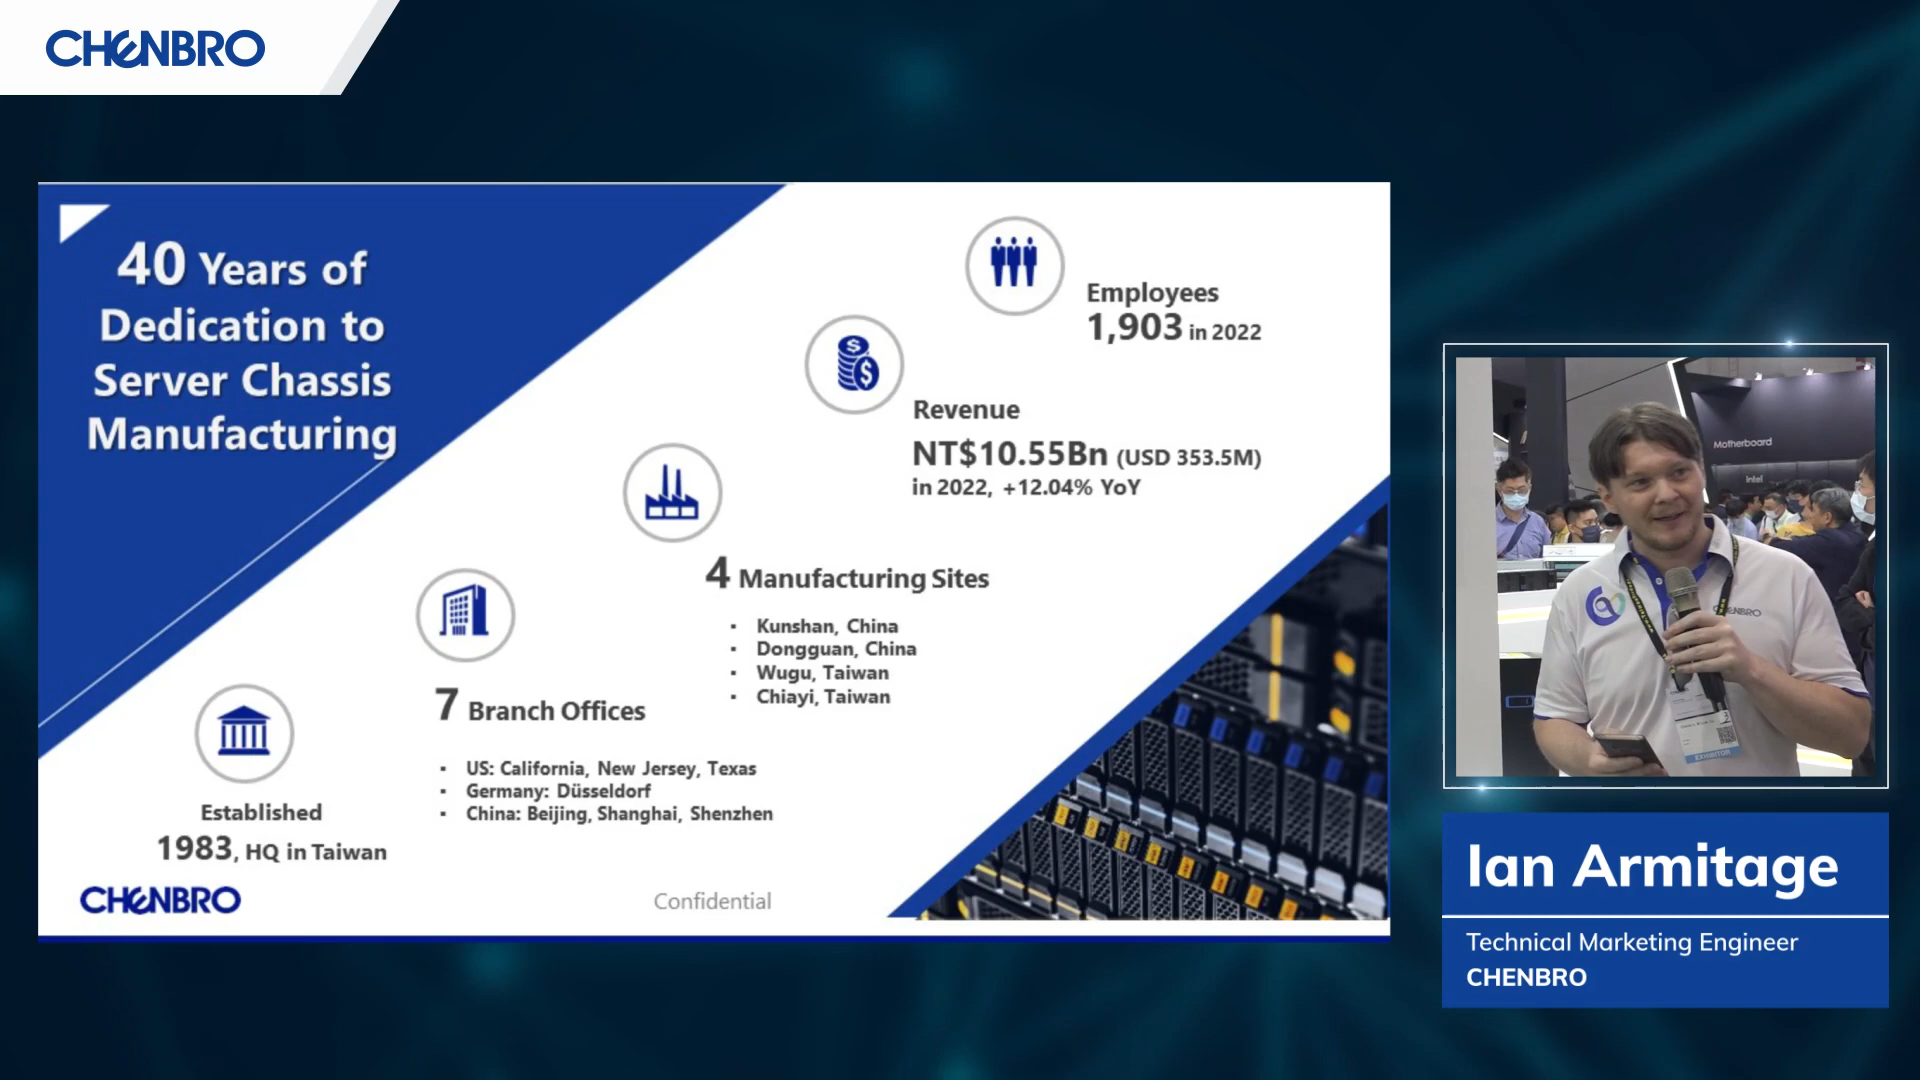 CHENBRO
40 Years of
Dedication to
Server Chassis
Manufacturing
Employees
1,903 in 2022
Revenue
NT$10.55Bn (USD 353.5M)
in 2022, +12.04% YoY
4 Manufacturing Sites
▪ Kunshan, China
▪ Dongguan, China
▪ Wugu, Taiwan
▪ Chiayi, Taiwan
7 Branch Offices
▪ US: California, New Jersey, Texas
▪ Germany: Düsseldorf
▪ China: Beijing, Shanghai, Shenzhen
Established
1983, HQ in Taiwan
CHENBRO
Confidential
Motherboard
intel
CHENBRO
EXHIBITOR
Ian Armitage
Technical Marketing Engineer
CHENBRO